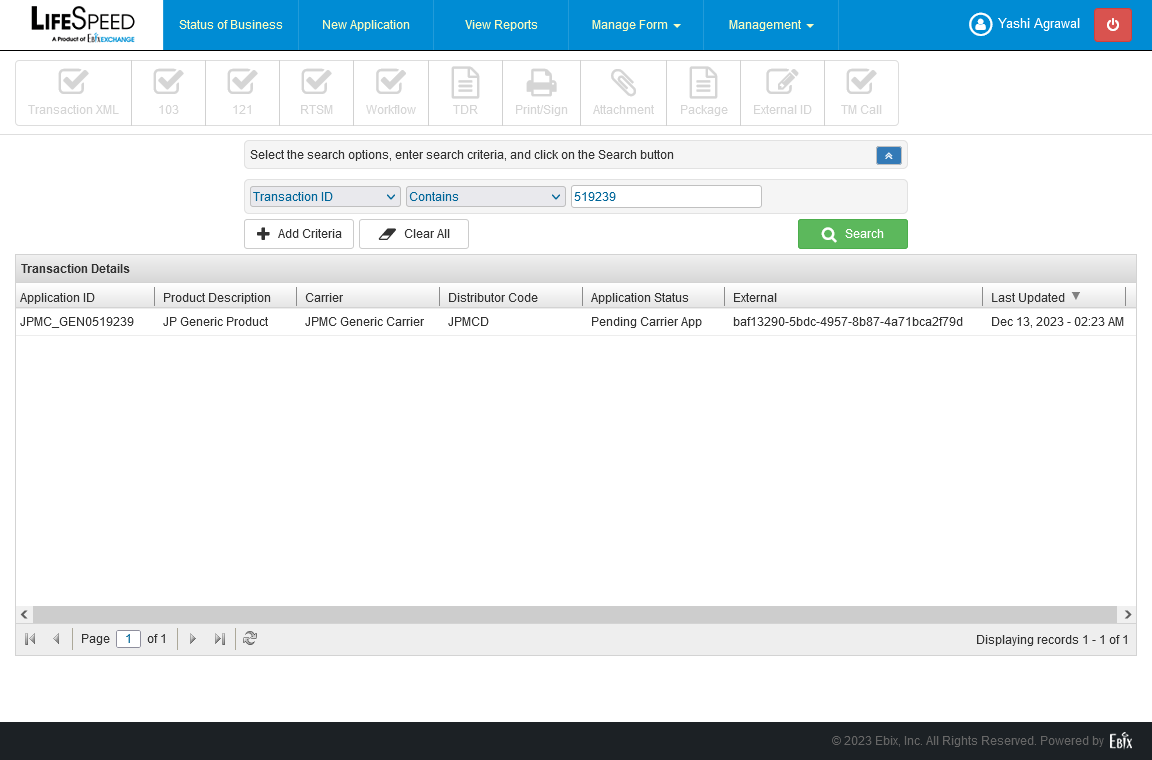 LIFESPEED
A Product of EbixEXCHANGE
Status of Business
New Application
View Reports
Manage Form
Management
Yashi Agrawal
Transaction XML
103
121
RTSM
Workflow
TDR
Print/Sign
Attachment
Package
External ID
TM Call
Select the search options, enter search criteria, and click on the Search button
Transaction ID
Contains
519239
Add Criteria
Clear All
Search
Transaction Details
Application ID Product Description Carrier Distributor Code Application Status External Last Updated
JPMC_GEN0519239 JP Generic Product JPMC Generic Carrier JPMCD Pending Carrier App baf13290-5bdc-4957-8b87-4a71bca2f79d Dec 13, 2023 - 02:23 AM
Page 1 of 1
Displaying records 1 - 1 of 1
© 2023 Ebix, Inc. All Rights Reserved. Powered by Ebix